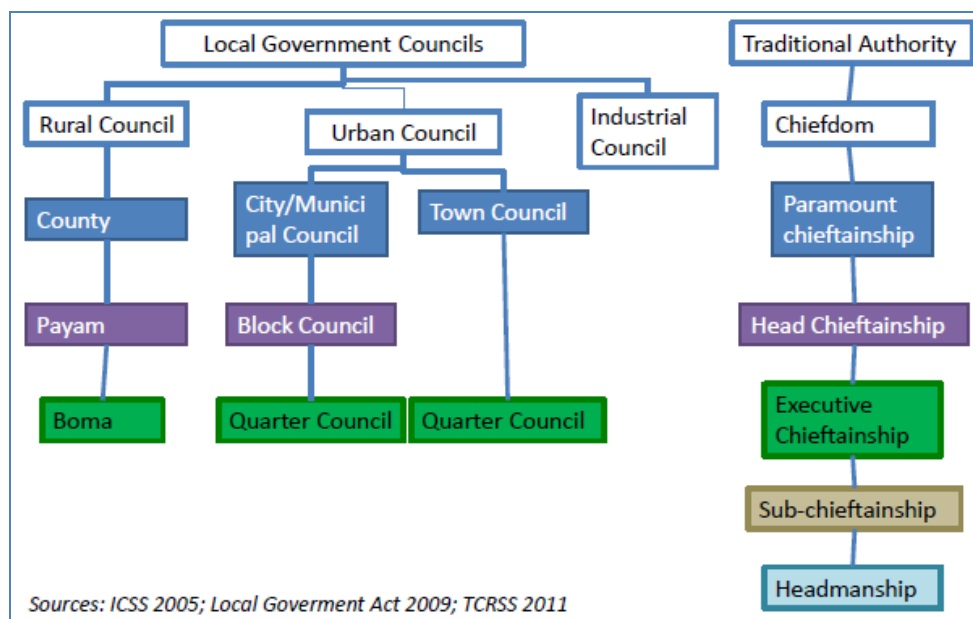 Local Government Councils
Traditional Authority
Rural Council
Urban Council
Industrial
Council
Chiefdom
County
City/Munici
pal Council
Town Council
Paramount
chieftainship
Payam
Block Council
Head Chieftainship
Boma
Quarter Council
Quarter Council
Executive
Chieftainship
Sub-chieftainship
Headmanship
Sources: ICSS 2005; Local Goverment Act 2009; TCRSS 2011